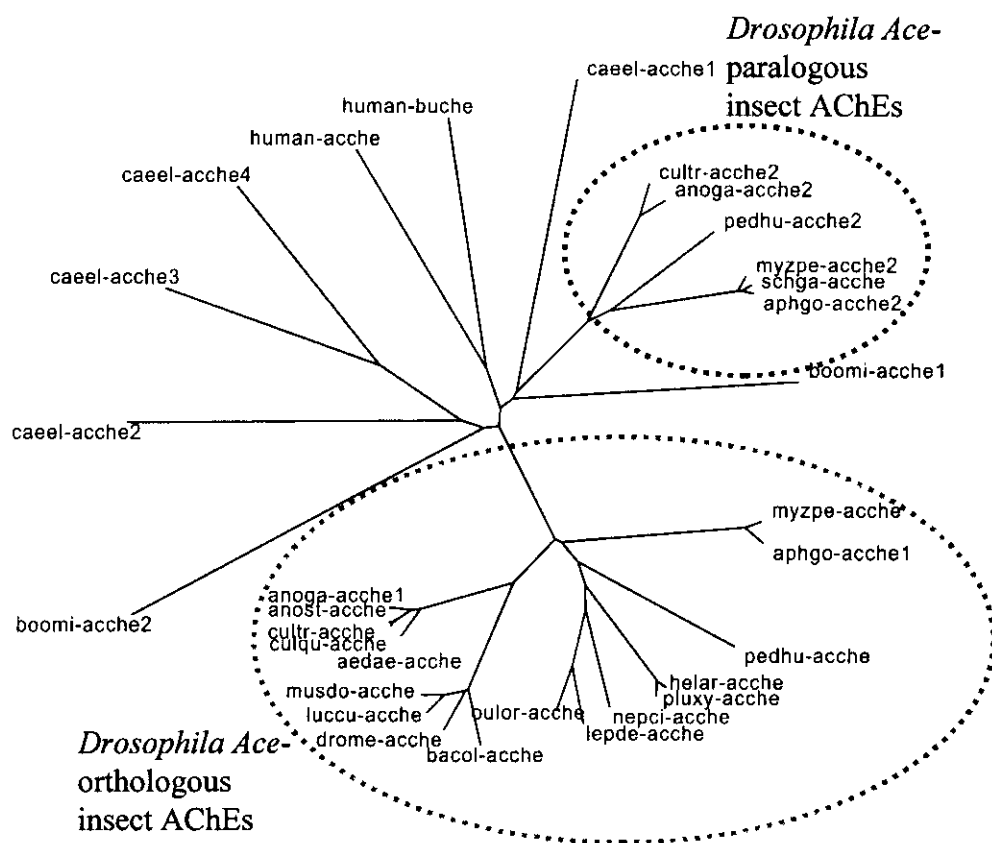 Drosophila Ace-
paralogous
insect AChEs
caeel-acche1
human-buche
human-acche
caeel-acche4
cultr-acche2
anoga-acche2
pedhu-acche2
myzpe-acche2
schga-acche
aphgo-acche2
caeel-acche3
boomi-acche1
caeel-acche2
myzpe-acche
aphgo-acche1
anoga-acche1
anost-acche
cultr-acche
culqu-acche
aedae-acche
boomi-acche2
pedhu-acche
helar-acche
pluxy-acche
musdo-acche
luccu-acche
oulor-acche
nepci-acche
lepde-acche
drome-acche
bacol-acche
Drosophila Ace-
orthologous
insect AChEs